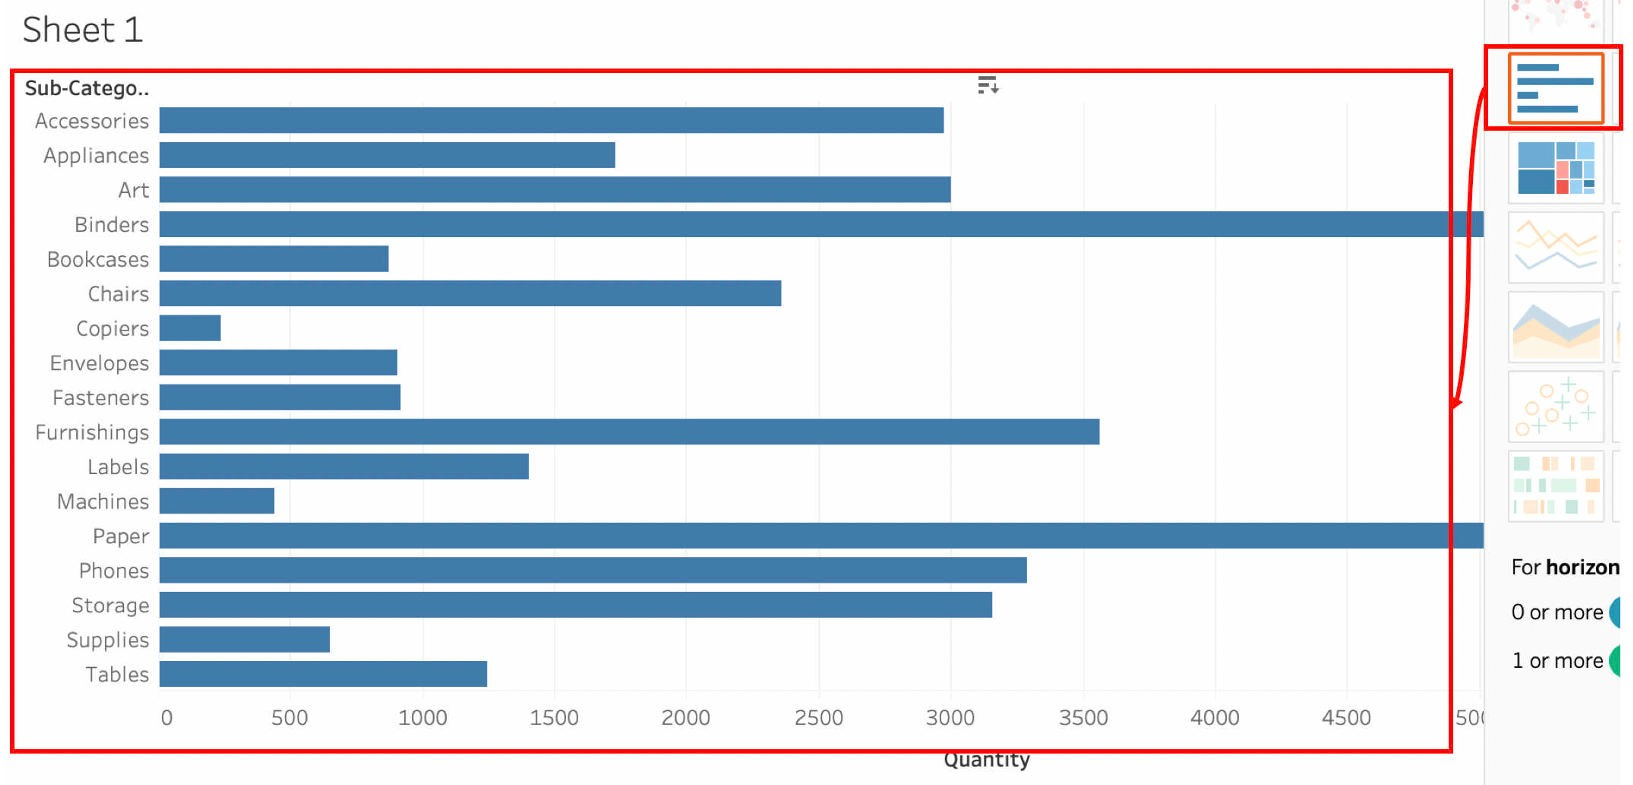 Sheet 1
Sub-Catego..
Accessories
Appliances
Art
Binders
Bookcases
Chairs
Copiers
Envelopes
Fasteners
Furnishings
Labels
Machines
Paper
Phones
Storage
Supplies
Tables
0 500 1000 1500 2000 2500 3000 3500 4000 4500 500
Quantity
For horizon
0 or more
1 or more